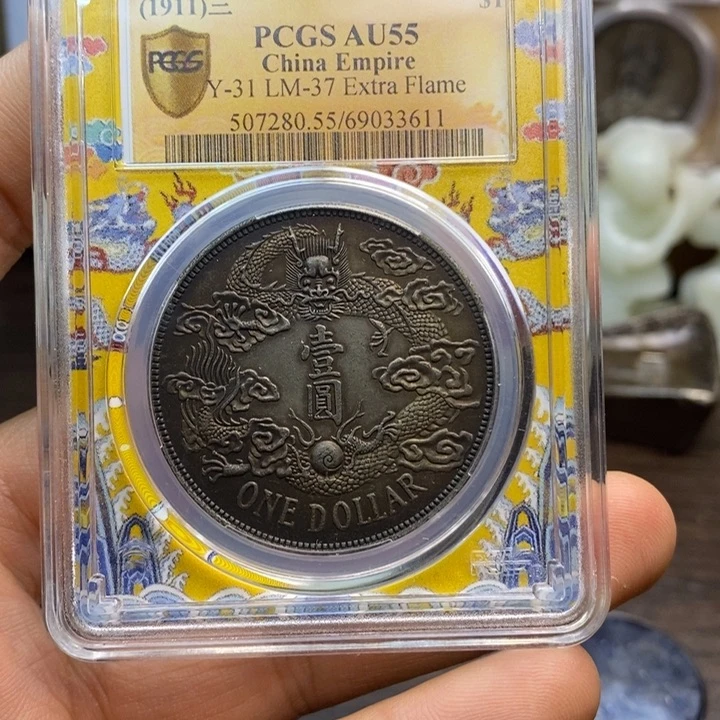 (1911)三 $1
PCGS AU55
China Empire
Y-31 LM-37 Extra Flame
507280.55/69033611
PCGS
壹圓
ONE DOLLAR